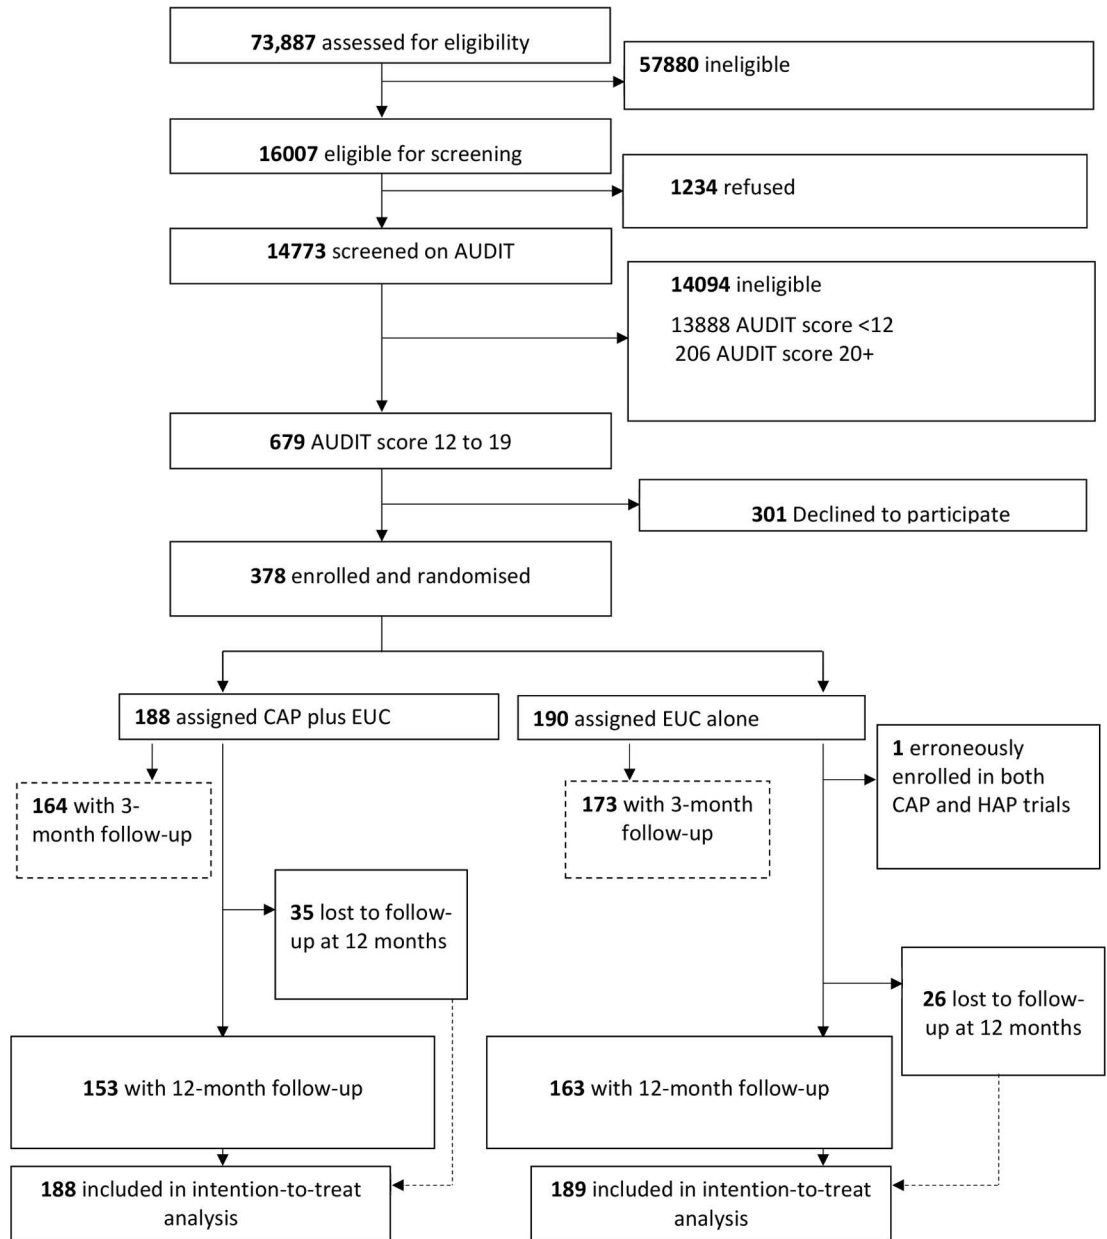 73,887 assessed for eligibility
57880 ineligible
16007 eligible for screening
1234 refused
14773 screened on AUDIT
14094 ineligible
13888 AUDIT score <12
206 AUDIT score 20+
679 AUDIT score 12 to 19
301 Declined to participate
378 enrolled and randomised
188 assigned CAP plus EUC
190 assigned EUC alone
1 erroneously
enrolled in both
CAP and HAP trials
164 with 3-
month follow-up
173 with 3-month
follow-up
35 lost to follow-
up at 12 months
26 lost to follow-
up at 12 months
153 with 12-month follow-up
163 with 12-month follow-up
188 included in intention-to-treat
analysis
189 included in intention-to-treat
analysis